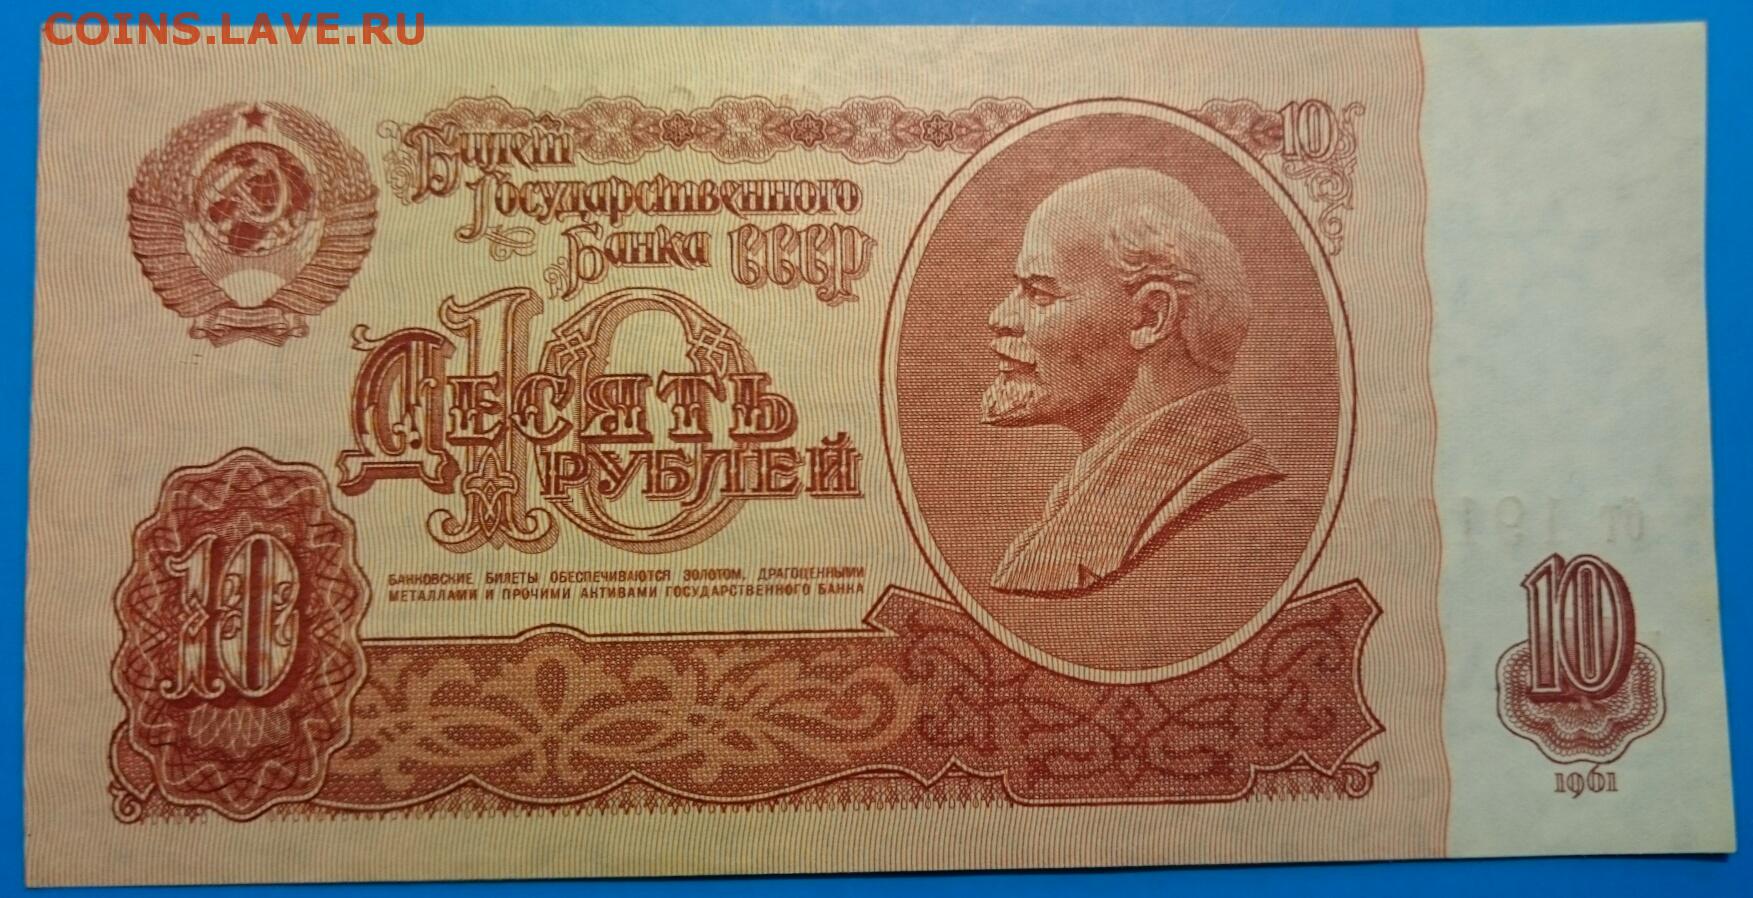 COINS.LAVE.RU
10
Билет
Государственного
Банка СССР
10
Десять
рублей
10
БАНКОВСКИЕ БИЛЕТЫ ОБЕСПЕЧИВАЮТСЯ ЗОЛОТОМ, ДРАГОЦЕННЫМИ
МЕТАЛЛАМИ И ПРОЧИМИ АКТИВАМИ ГОСУДАРСТВЕННОГО БАНКА
10
1961